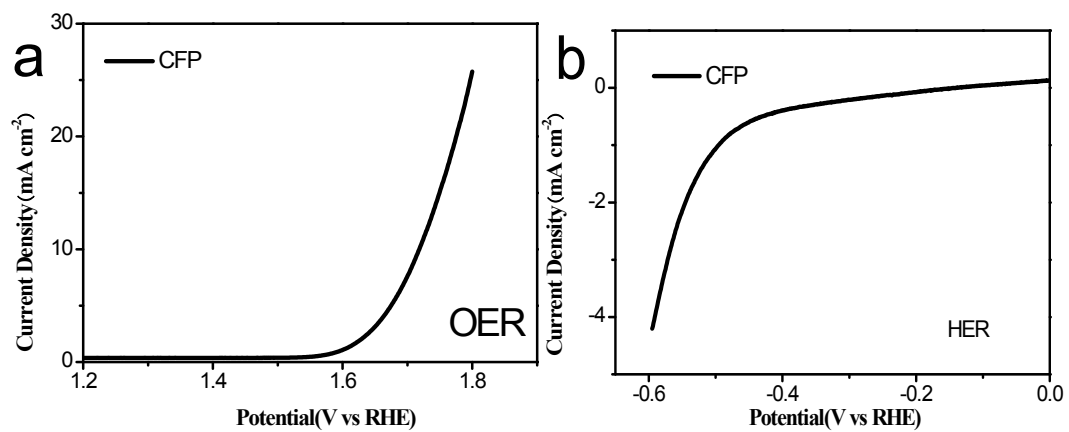 a
CFP
30
20
10
0
Current Density(mA cm⁻²)
OER
1.2
1.4
1.6
1.8
Potential(V vs RHE)
b
CFP
0
-2
-4
Current Density(mA cm⁻²)
HER
-0.6
-0.4
-0.2
0.0
Potential(V vs RHE)